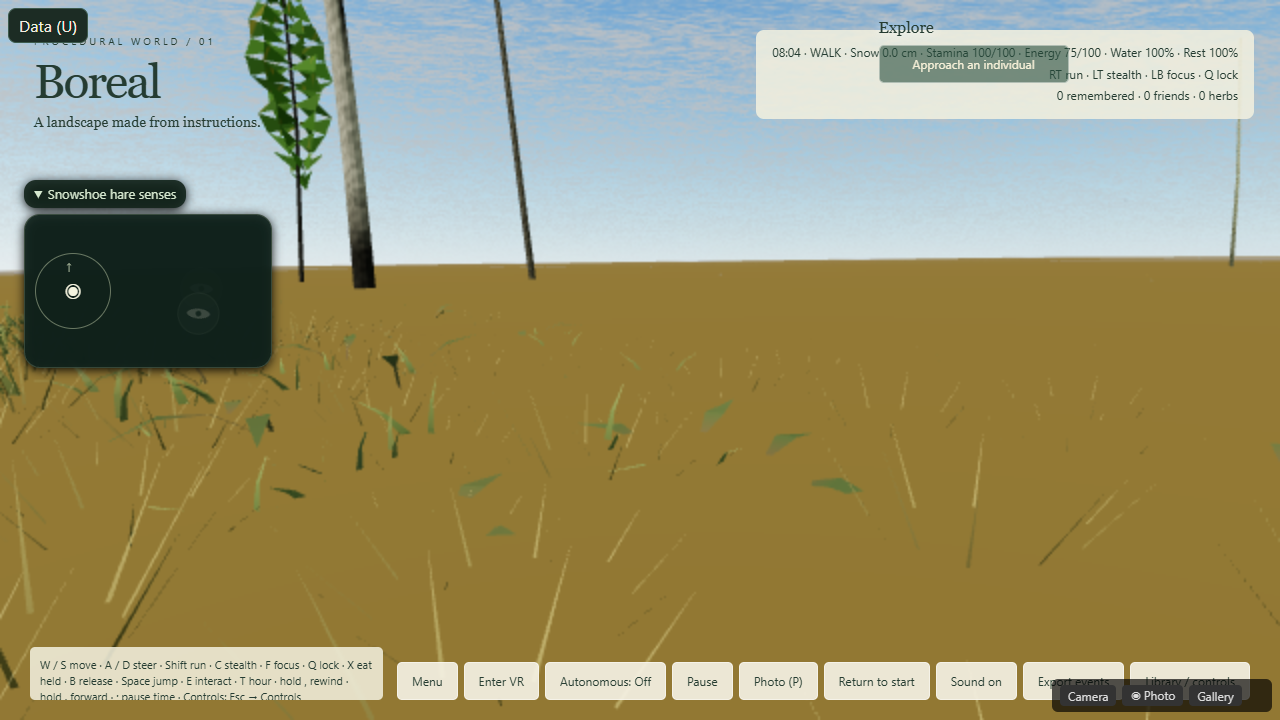 Data (U)
PROCEDURAL WORLD / 01
Boreal
A landscape made from instructions.
Explore
08:04 · WALK · Snow 0.0 cm · Stamina 100/100 · Energy 75/100 · Water 100% · Rest 100%
Approach an individual
RT run · LT stealth · LB focus · Q lock
0 remembered · 0 friends · 0 herbs
▼ Snowshoe hare senses
↑
W / S move · A / D steer · Shift run · C stealth · F focus · Q lock · X eat
held · B release · Space jump · E interact · T hour · hold , rewind ·
hold . forward · ; pause time · Controls: Esc → Controls
Menu
Enter VR
Autonomous: Off
Pause
Photo (P)
Return to start
Sound on
Export events
Library / controls
Camera
◉ Photo
Gallery